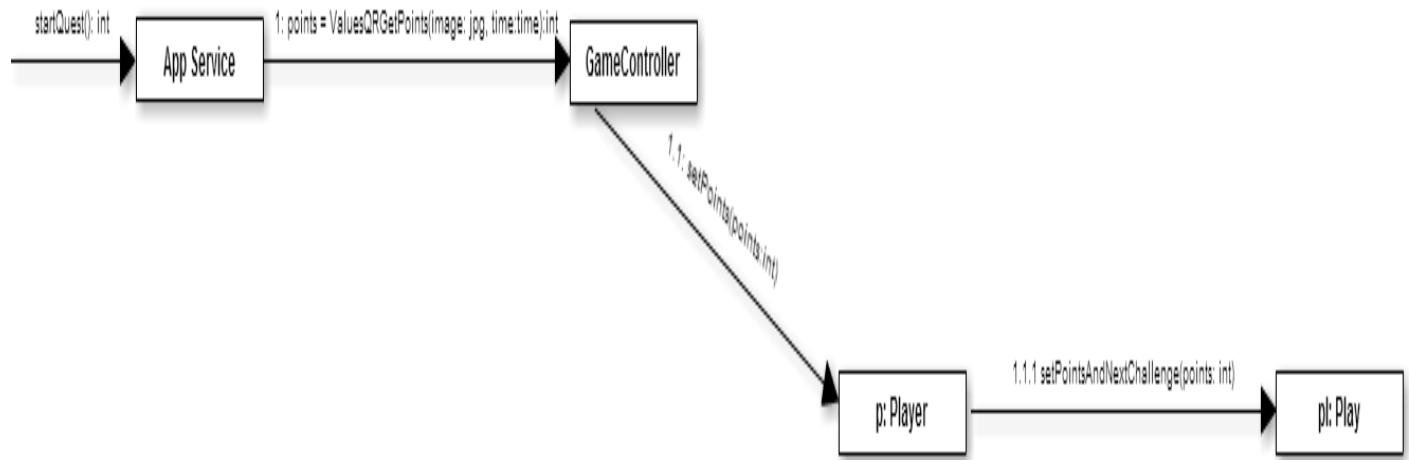 startQuest(): int
1: points = ValuesQRGetPoints(image: jpg, time:time):int
App Service
GameController
1.1: setPoints(points:int)
1.1.1 setPointsAndNextChallenge(points: int)
p: Player
pl: Play